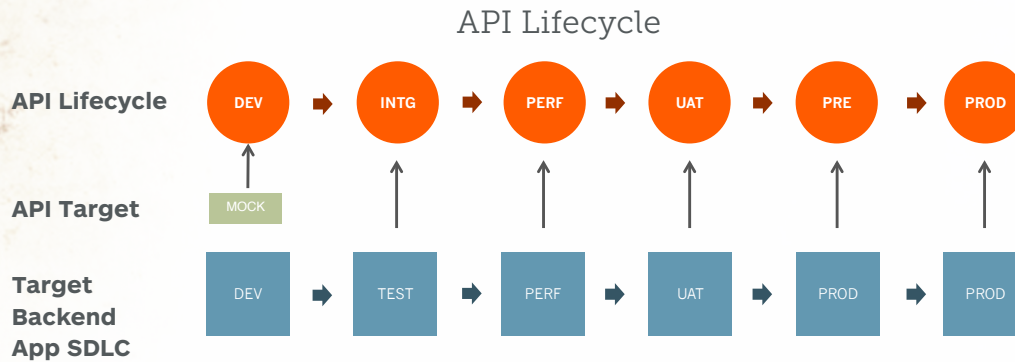 API Lifecycle
API Lifecycle
DEV
INTG
PERF
UAT
PRE
PROD
API Target
MOCK
Target
Backend
App SDLC
DEV
TEST
PERF
UAT
PROD
PROD